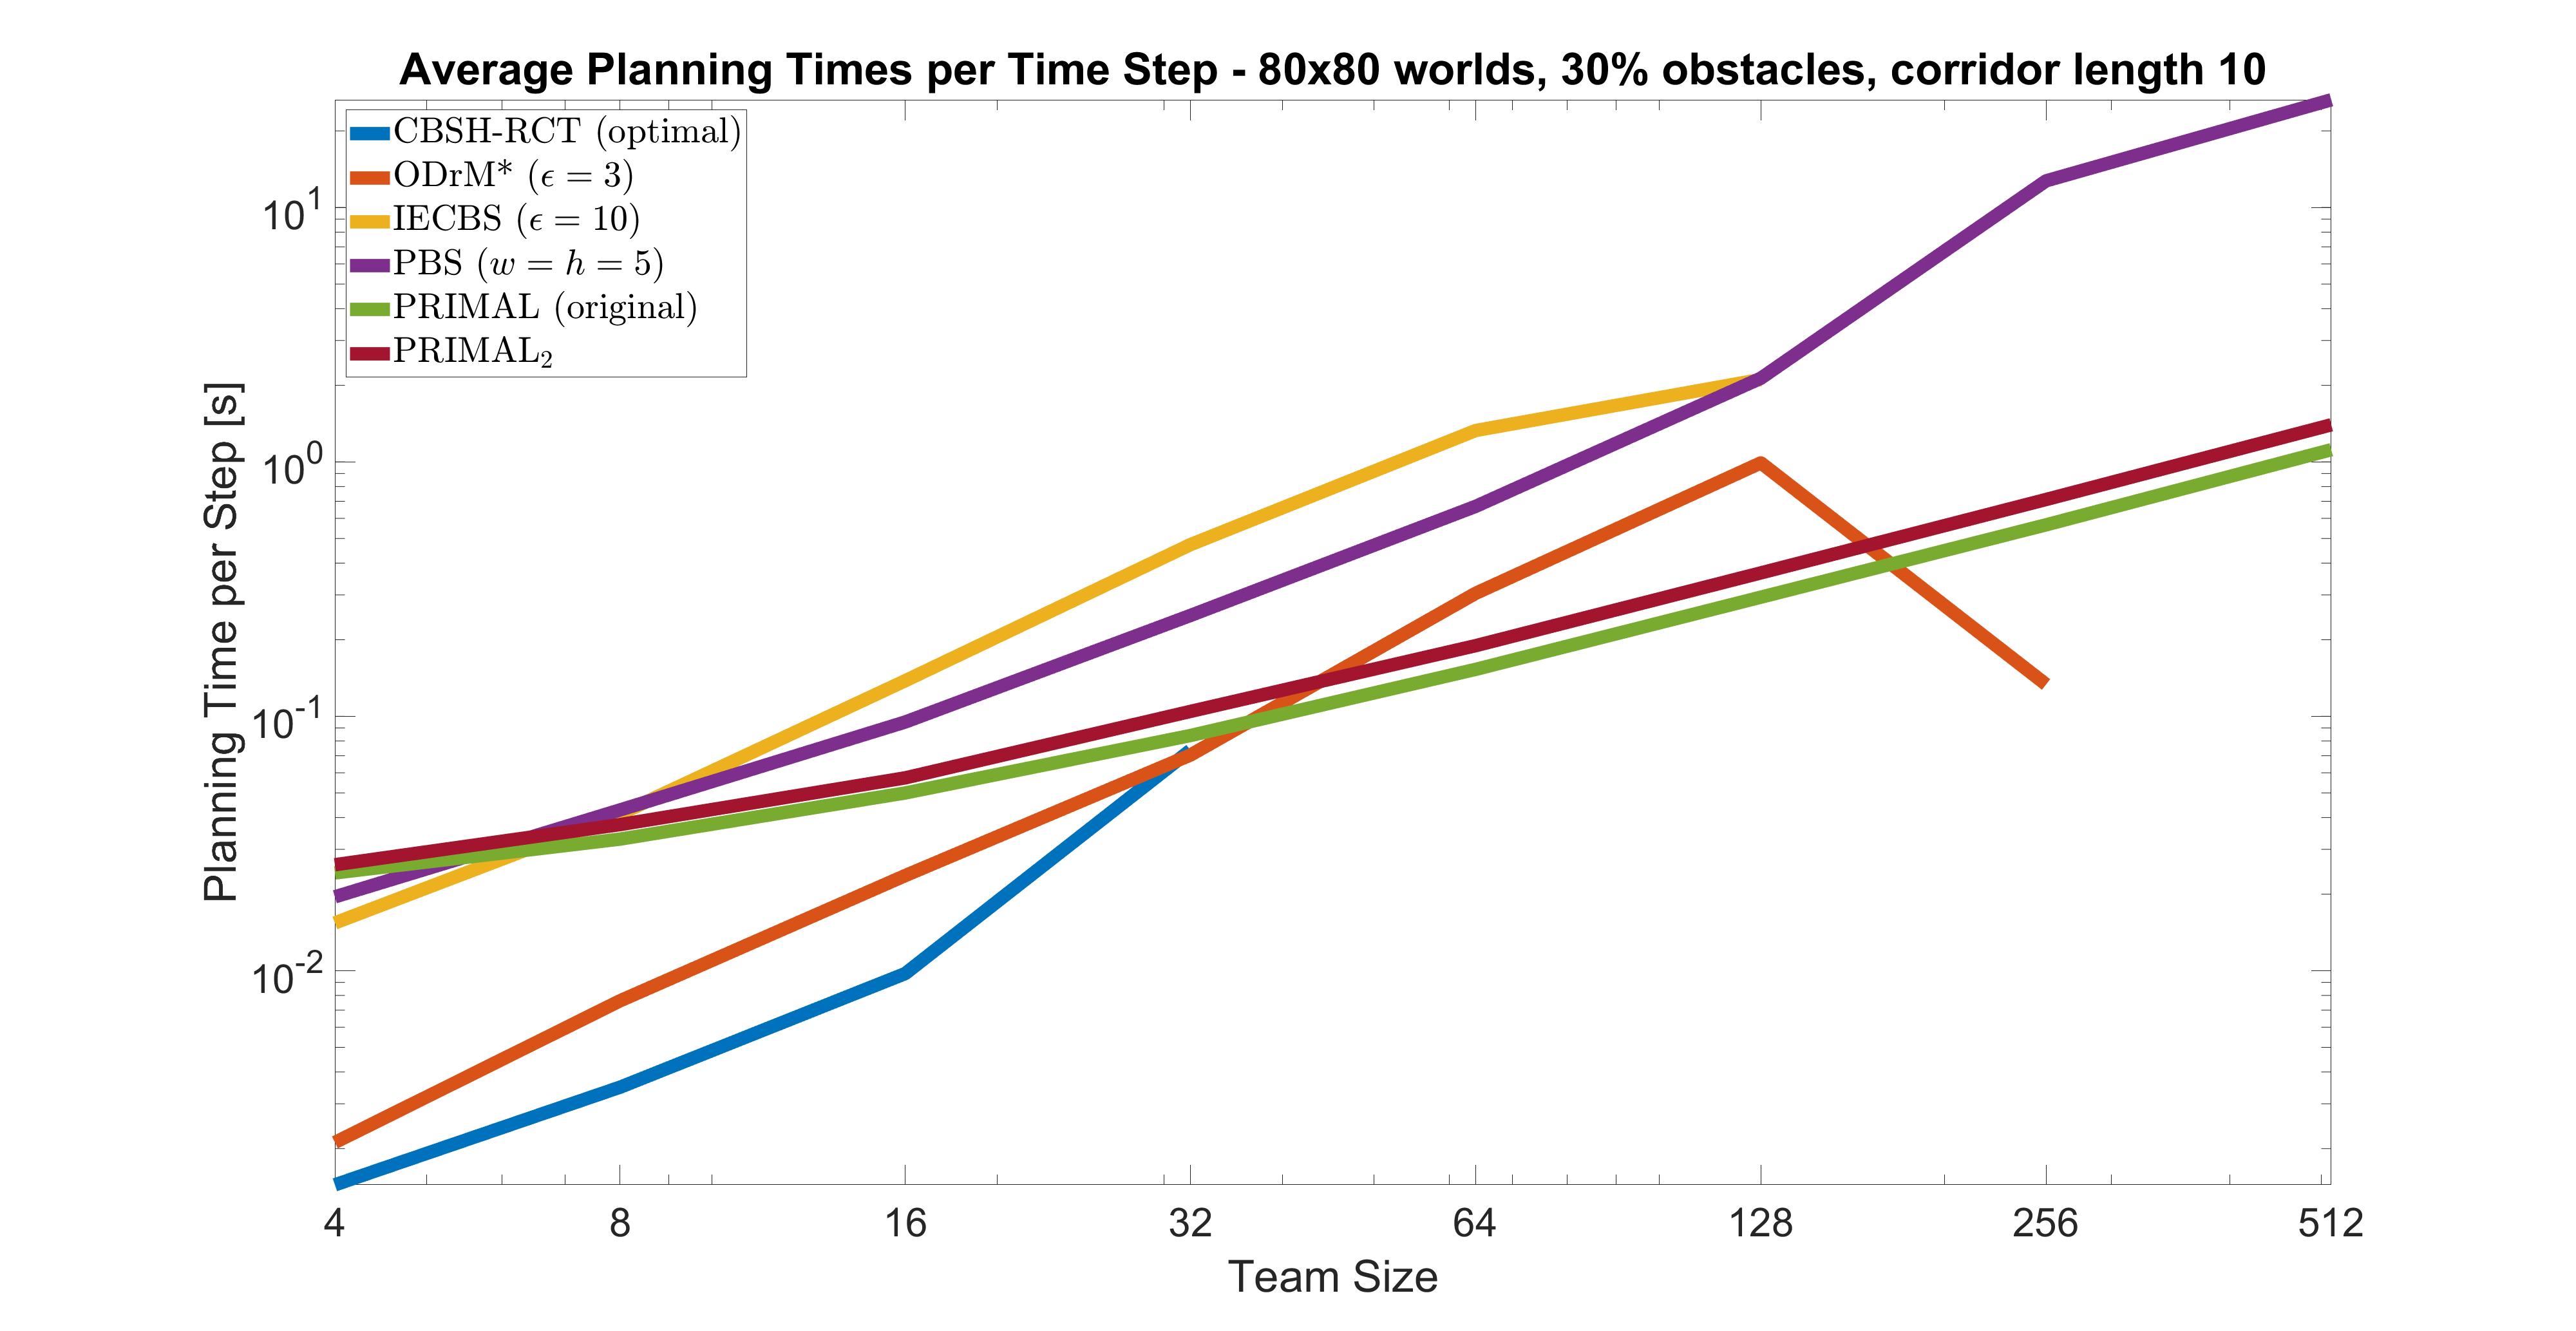 Average Planning Times per Time Step - 80x80 worlds, 30% obstacles, corridor length 10
CBSH-RCT (optimal)
ODrM* (ϵ = 3)
IECBS (ϵ = 10)
PBS (w = h = 5)
PRIMAL (original)
PRIMAL₂
Planning Time per Step [s]
10¹
10⁰
10⁻¹
10⁻²
4 8 16 32 64 128 256 512
Team Size